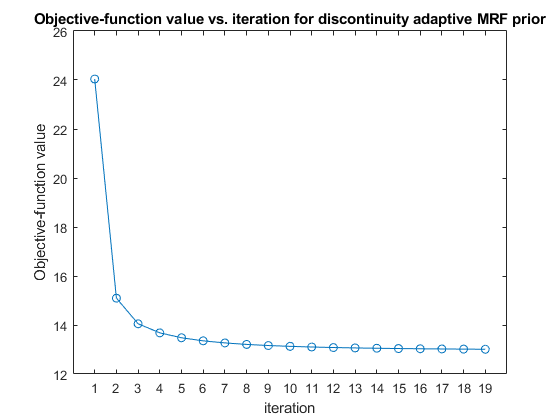 Objective-function value vs. iteration for discontinuity adaptive MRF prior
26
24
22
20
18
16
14
12
Objective-function value
1 2 3 4 5 6 7 8 9 10 11 12 13 14 15 16 17 18 19
iteration